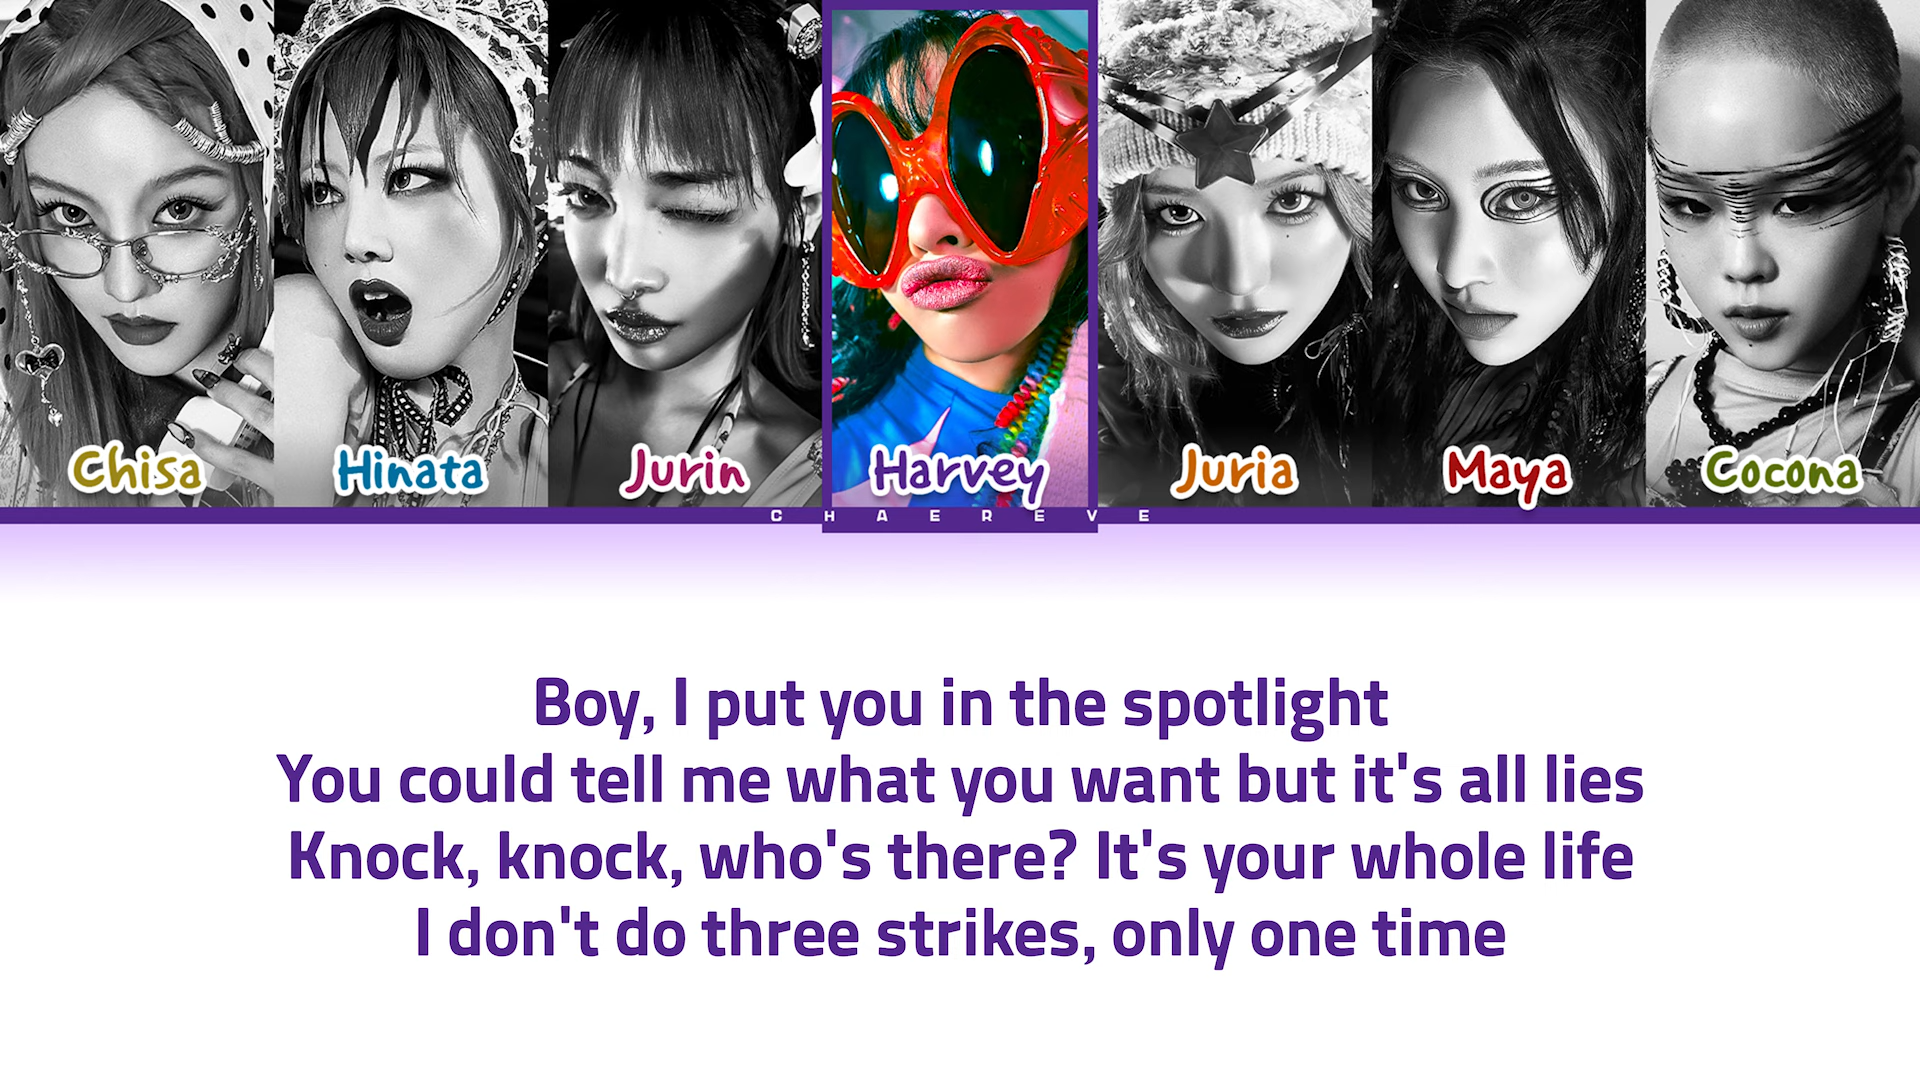 Chisa Hinata Jurin Harvey Juria Maya Cocona
CHAEREVE
Boy, I put you in the spotlight
You could tell me what you want but it's all lies
Knock, knock, who's there? It's your whole life
I don't do three strikes, only one time